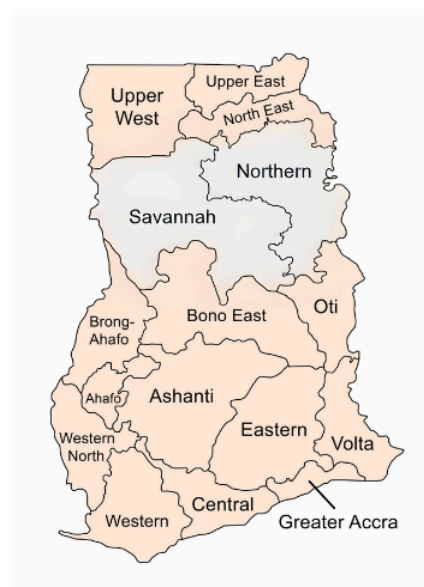 Upper East
Upper
West
North East
Northern
Savannah
Oti
Bono East
Brong-
Ahafo
Ahafo
Ashanti
Eastern
Volta
Western
North
Central
Western
Greater Accra